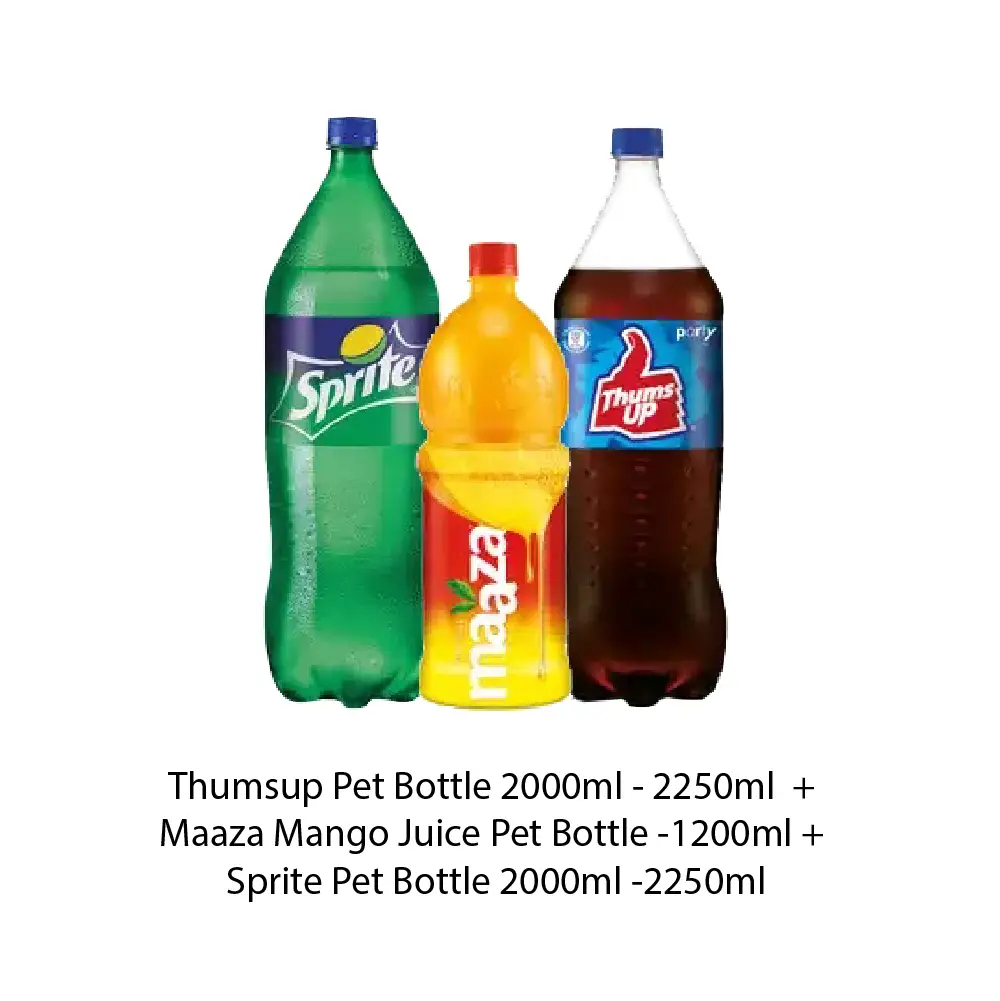 Sprite
maaza
party
Thums
UP
Thumsup Pet Bottle 2000ml - 2250ml +
Maaza Mango Juice Pet Bottle -1200ml +
Sprite Pet Bottle 2000ml -2250ml